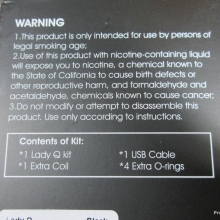 WARNING
1.This product is only intended for use by persons of
legal smoking age;
2.Use of this product with nicotine-containing liquid
will expose you to nicotine, a chemical known to
the State of California to cause birth defects or
other reproductive harm, and formaldehyde and
acetaldehyde, chemicals known to cause cancer;
3.Do not modify or attempt to disassemble this
product. Use only according to instructions.
Contents of Kit:
*1 Lady Q kit *1 USB Cable
*1 Extra Coil *4 Extra O-rings
Lady Q Black